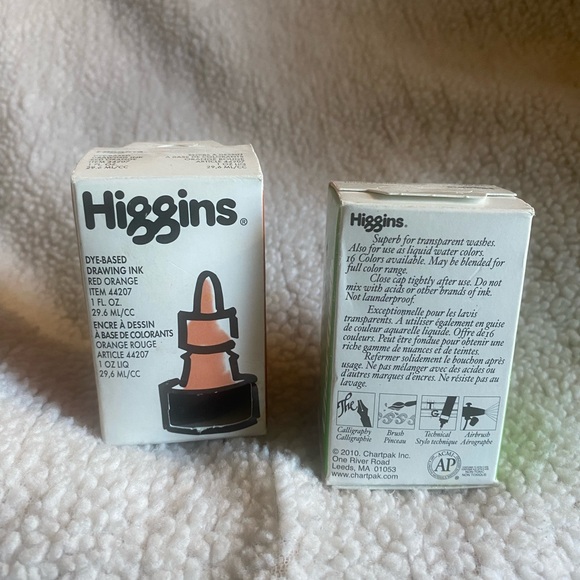 Higgins®
DYE-BASED
DRAWING INK
RED ORANGE
ITEM 44207
1 FL OZ.
29.6 ML/CC
ENCRE À DESSIN
À BASE DE COLORANTS
ORANGE ROUGE
ARTICLE 44207
1 OZ LIQ
29,6 ML/CC
Higgins.
Superb for transparent washes.
Also for use as liquid water colors.
16 Colors available. May be blended for
full color range.
Close cap tightly after use. Do not
mix with acids or other brands of ink.
Not launderproof.
Exceptionnelle pour les lavis
transparents. A utiliser également en guise
de couleur aquarelle liquide. Offre de 16
couleurs. Peut être fondue pour obtenir une
riche gamme de nuances et de teintes.
Refermer solidement le bouchon après
usage. Ne pas mélanger avec des acides ou
d'autres marques d'encres. Ne résiste pas au
lavage.
The
Calligraphy
Calligraphie
Brush
Pinceau
Technical
Stylo technique
Airbrush
Aérographe
© 2010. Chartpak Inc.
One River Road
Leeds, MA 01053
www.chartpak.com
ACMI
AP
NON-TOXIC